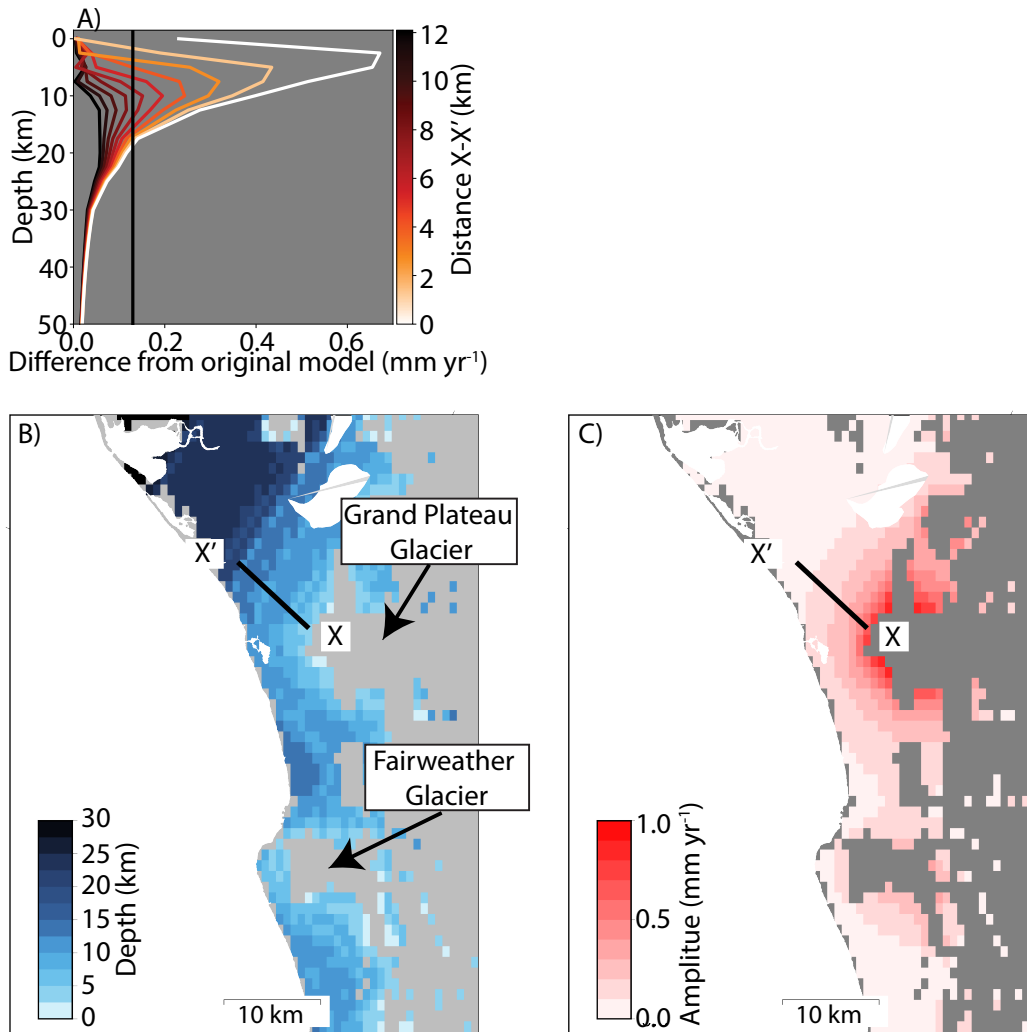 A)
0
10
20
30
40
50
Depth (km)
0.0
0.2
0.4
0.6
Difference from original model (mm yr-1)
12
10
8
6
4
2
0
Distance X-X’ (km)
B)
Grand Plateau
Glacier
X’
X
Fairweather
Glacier
30
25
20
15
10
5
0
Depth (km)
10 km
C)
X’
X
1.0
0.5
0.0
Amplitue (mm yr-1)
10 km